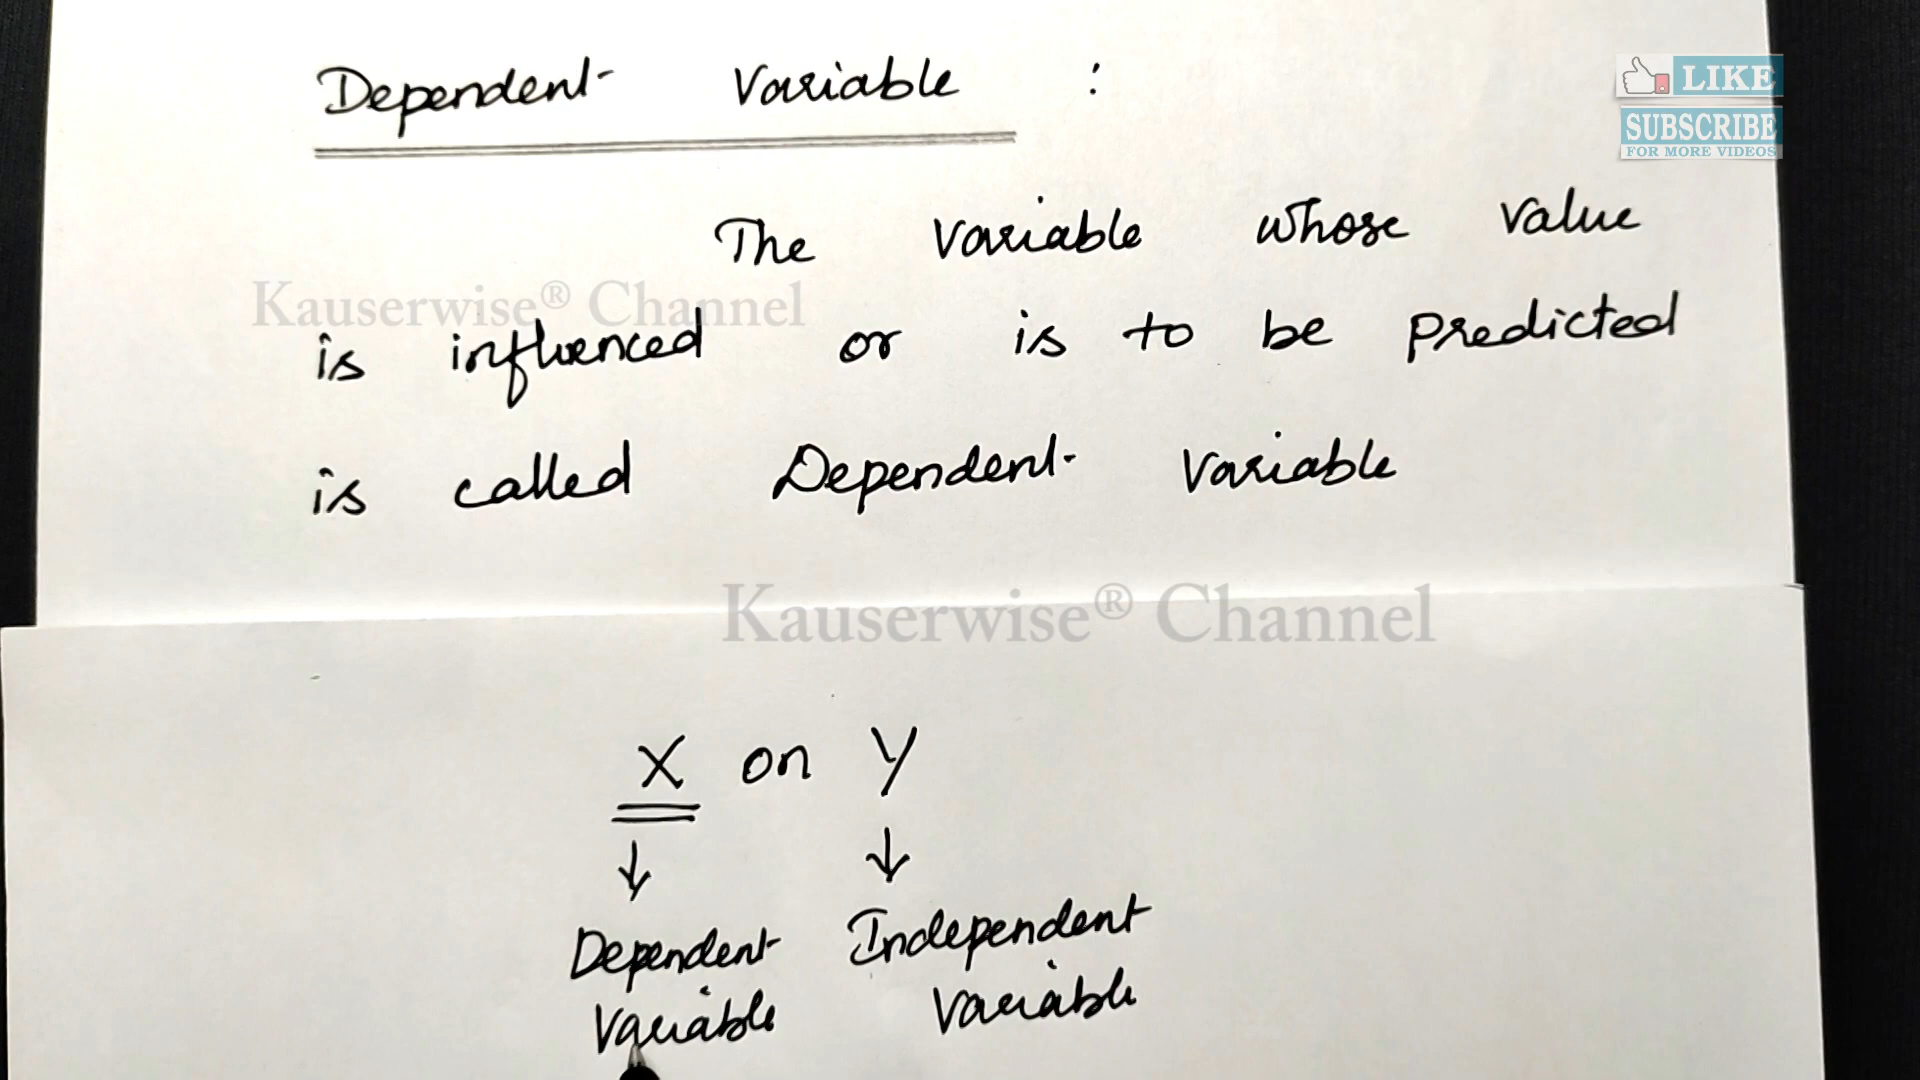 Dependent Variable :
LIKE
SUBSCRIBE
FOR MORE VIDEOS
The Variable whose value
Kauserwise® Channel
is influenced or is to be predicted
is called Dependent Variable
Kauserwise® Channel
X on Y
Dependent Independent
Variable Variable